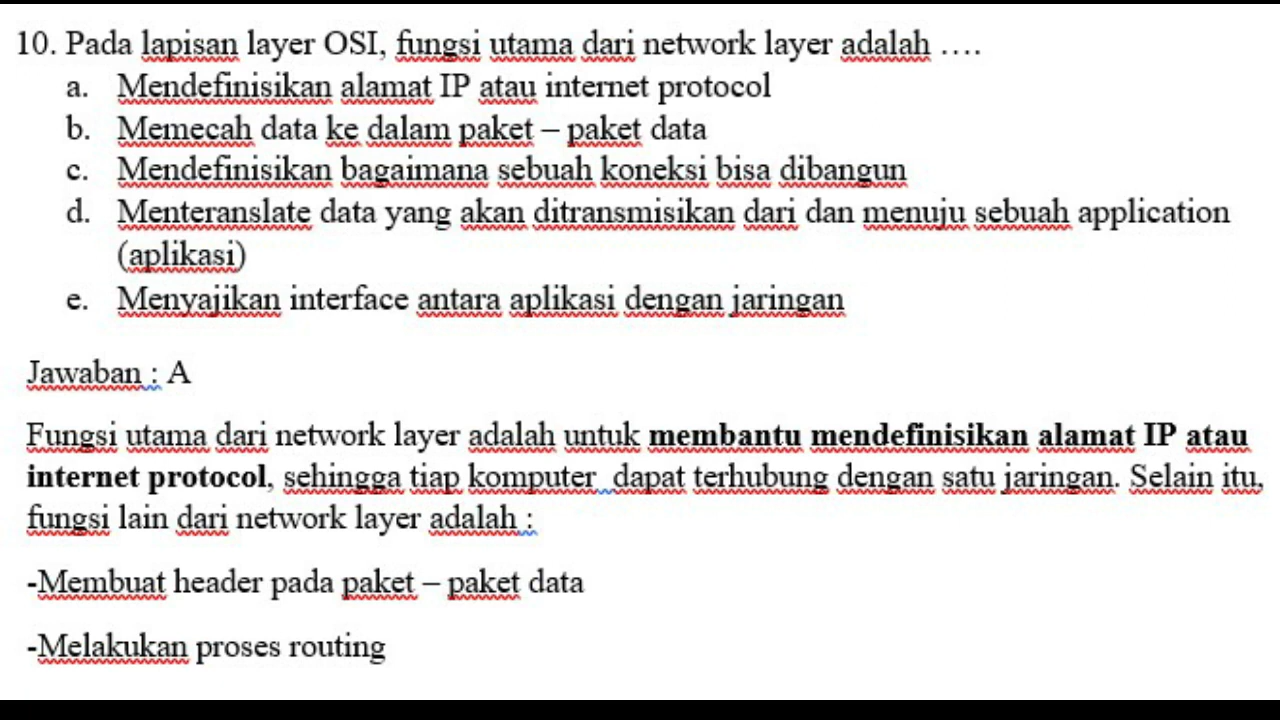 10. Pada lapisan layer OSI, fungsi utama dari network layer adalah ….
a. Mendefinisikan alamat IP atau internet protocol
b. Memecah data ke dalam paket – paket data
c. Mendefinisikan bagaimana sebuah koneksi bisa dibangun
d. Menteranslate data yang akan ditransmisikan dari dan menuju sebuah application
(aplikasi)
e. Menyajikan interface antara aplikasi dengan jaringan
Jawaban : A
Fungsi utama dari network layer adalah untuk membantu mendefinisikan alamat IP atau
internet protocol, sehingga tiap komputer dapat terhubung dengan satu jaringan. Selain itu,
fungsi lain dari network layer adalah :
-Membuat header pada paket – paket data
-Melakukan proses routing